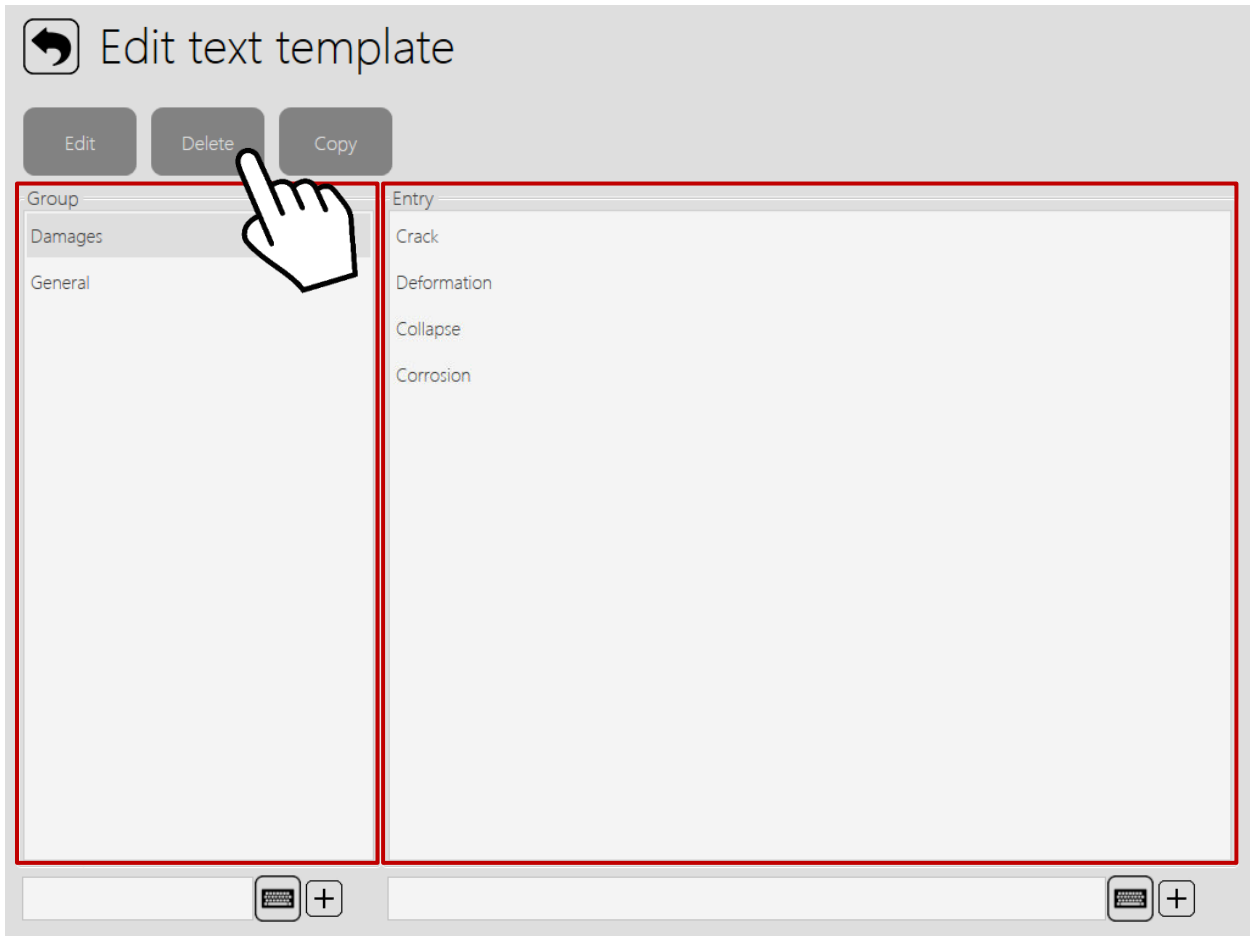 Edit text template
Edit Delete Copy
Group
Damages
General
Entry
Crack
Deformation
Collapse
Corrosion